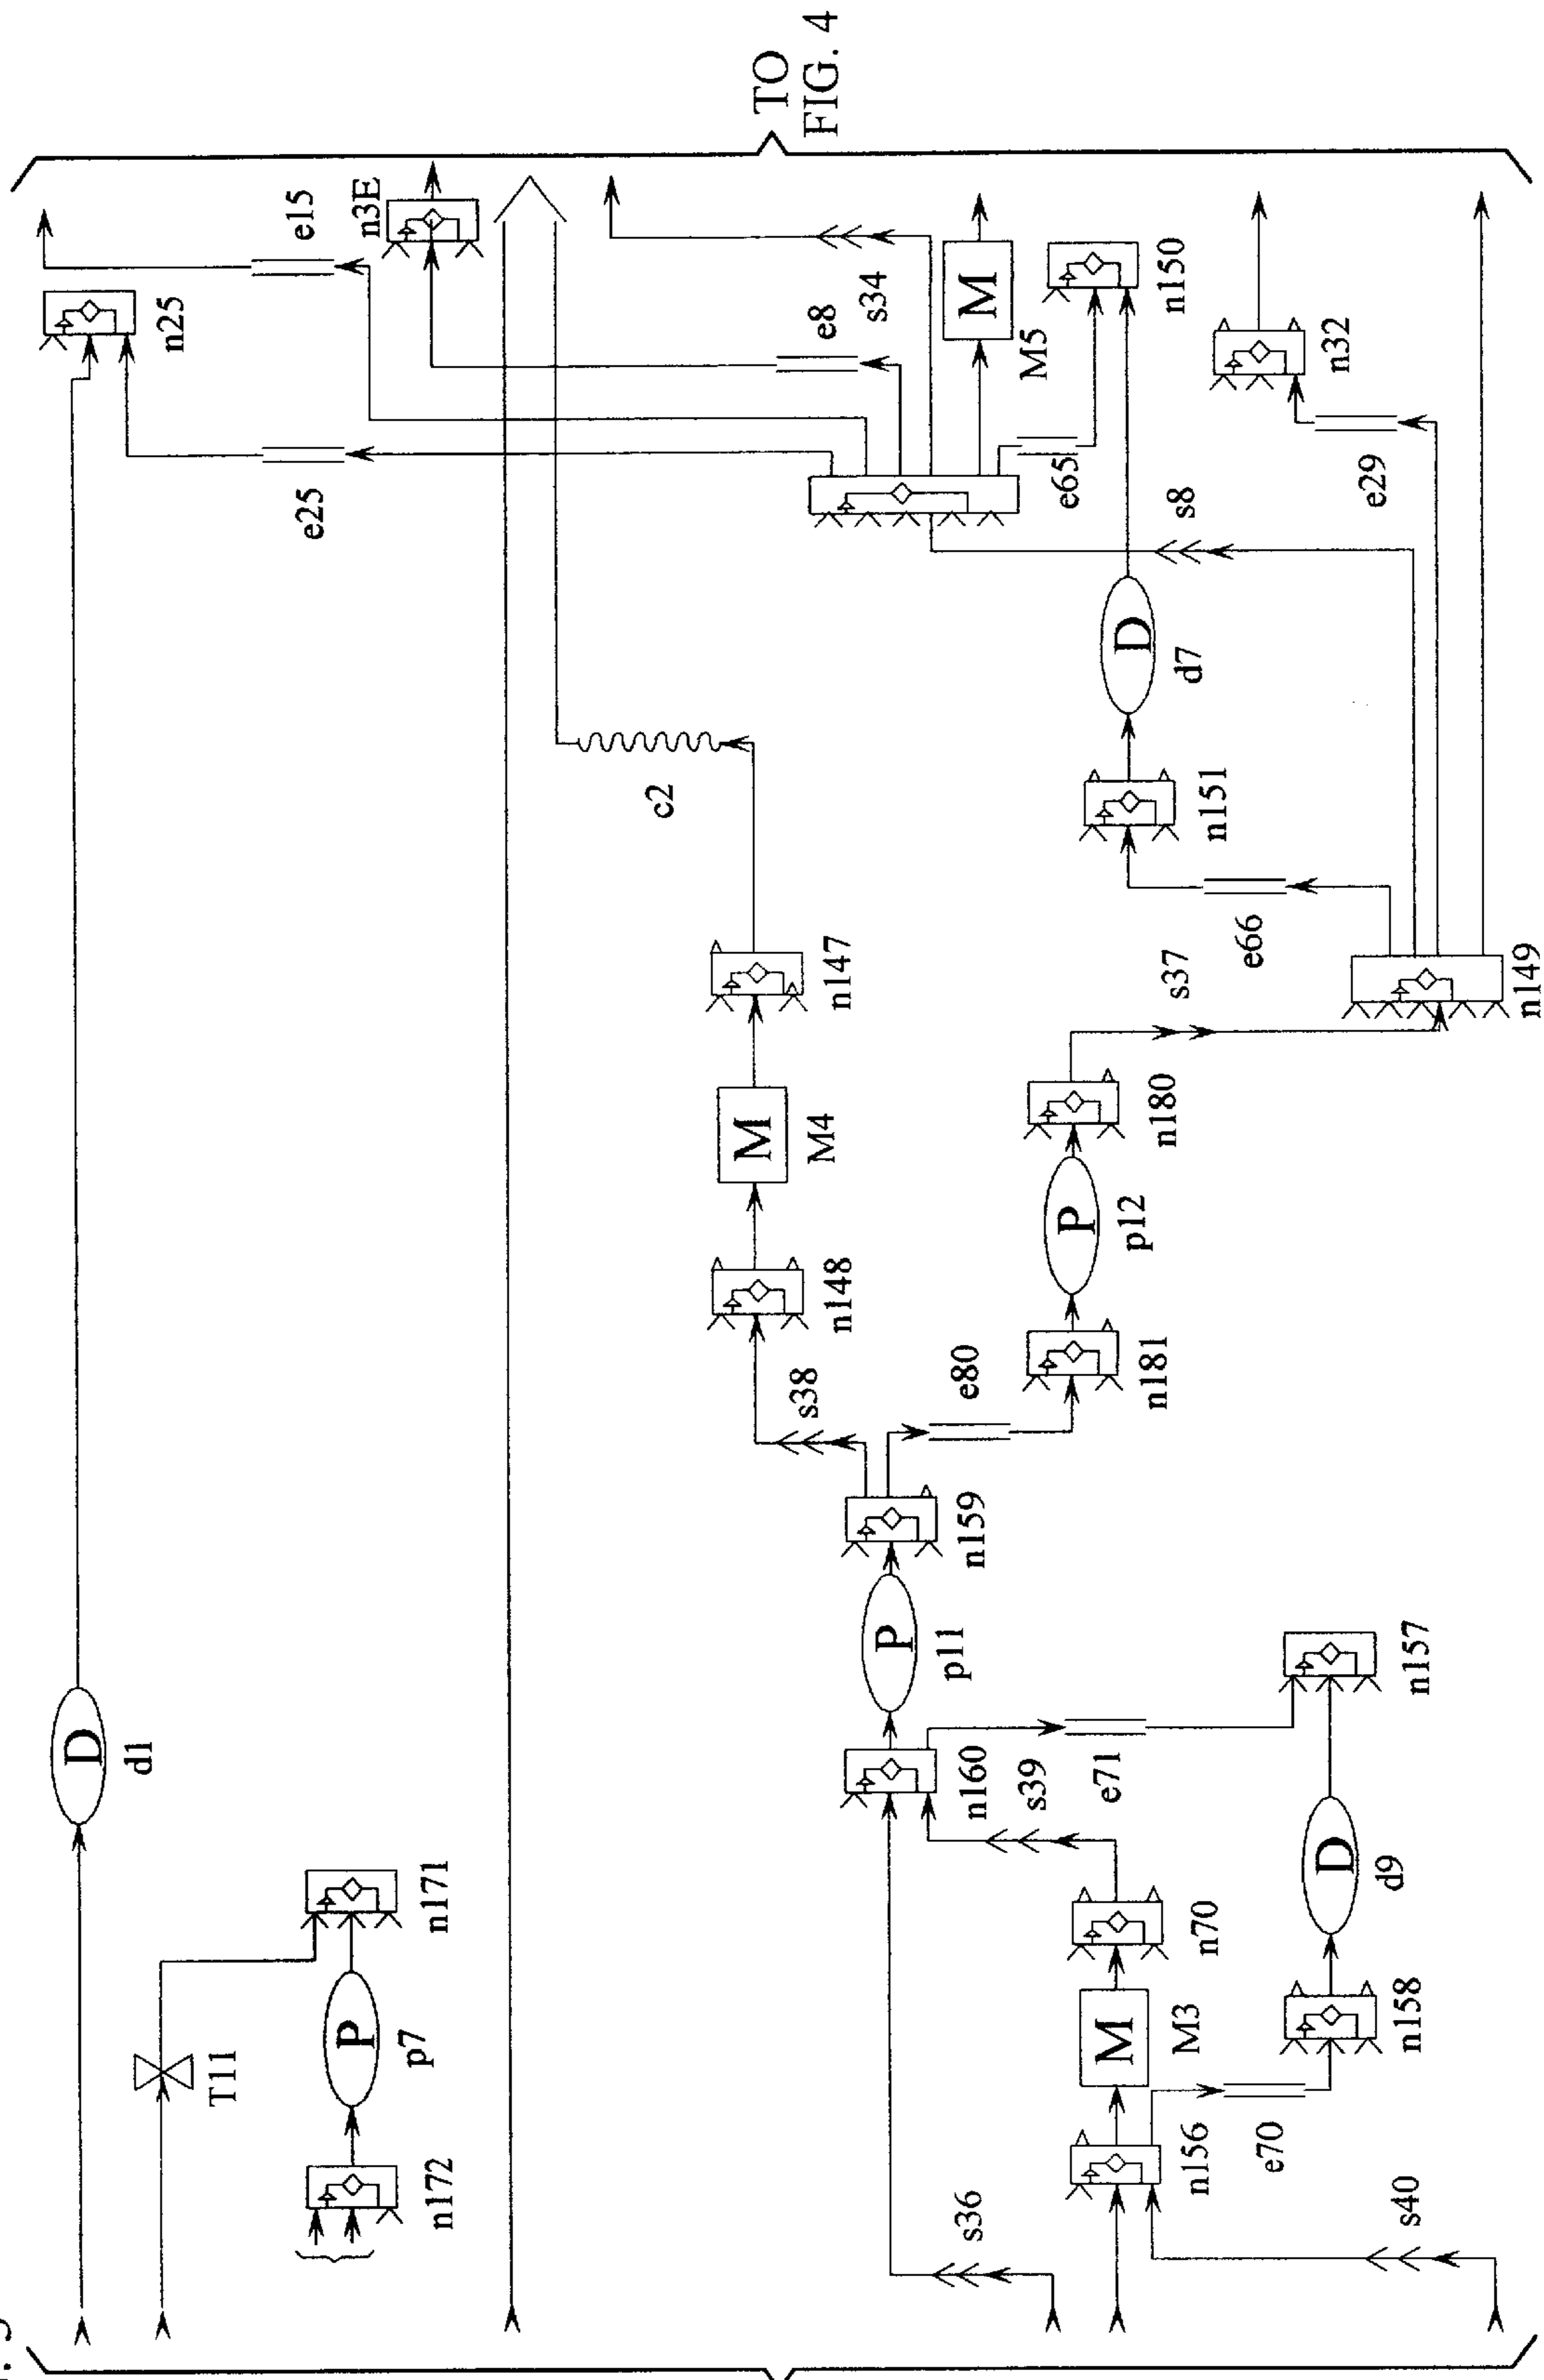 D
d1
n25
T11
e15
e25
n3E
P
p7
n171
n172
c2
M
M4
n148
n147
TO
FIG. 4
s38
e8
s34
P
p11
n159
s36
e80
n160
M
M5
s39
P
p12
n181
n180
e65
M
M3
n156
n70
e71
D
d7
n151
n150
s37
s8
e70
e66
n32
D
d9
n158
n157
e29
s40
n149